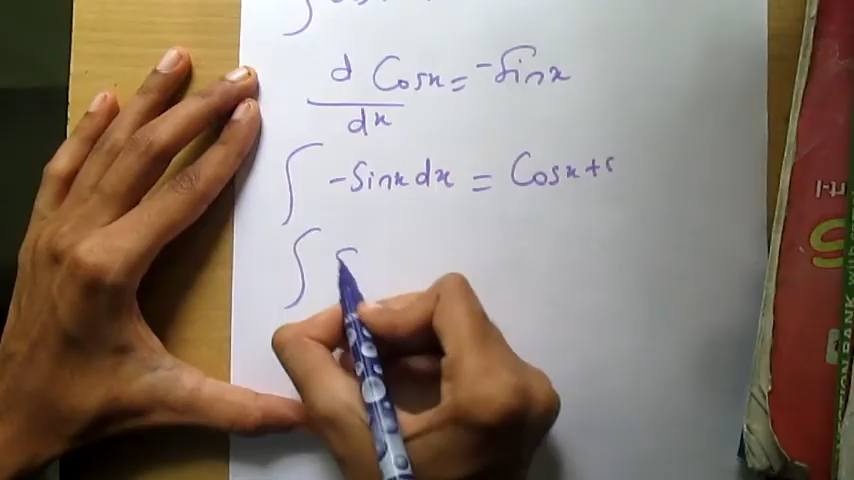 d Cosx = -Sinx
dx
∫ -Sinx dx = Cosx + c
∫ S